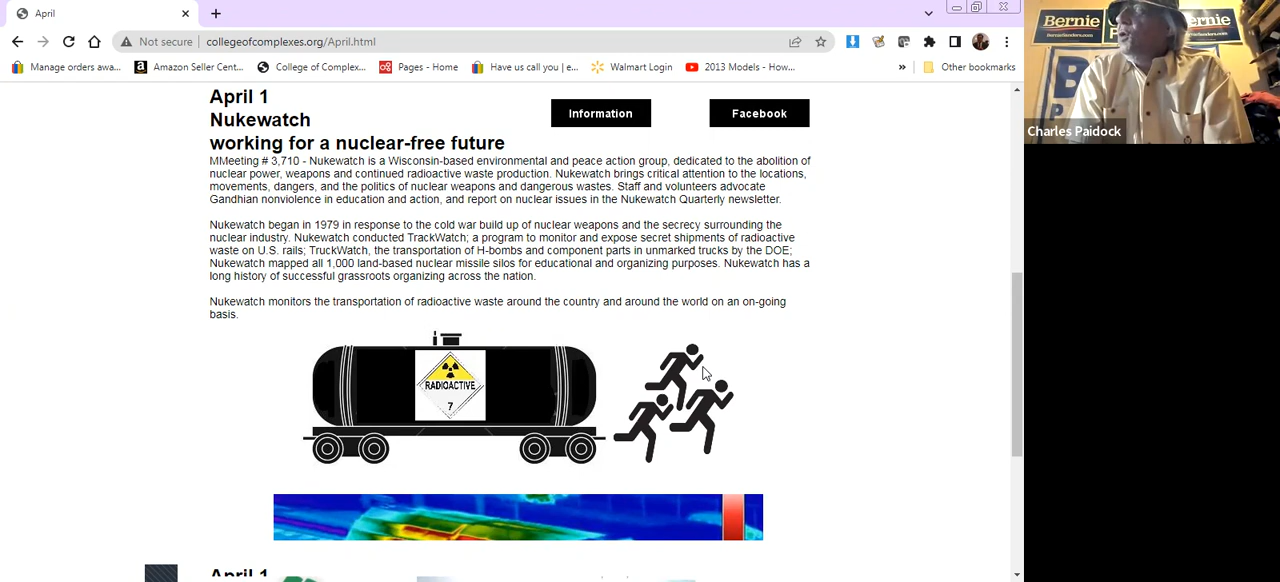 April
Not secure collegeofcomplexes.org/April.html
Manage orders awa... Amazon Seller Cent... College of Complex... Pages - Home Have us call you | e... Walmart Login 2013 Models - How... » Other bookmarks
Bernie
BernieSanders.com
rnie
Charles Paidock
April 1
Nukewatch
working for a nuclear-free future
Information
Facebook
MMeeting # 3,710 - Nukewatch is a Wisconsin-based environmental and peace action group, dedicated to the abolition of
nuclear power, weapons and continued radioactive waste production. Nukewatch brings critical attention to the locations,
movements, dangers, and the politics of nuclear weapons and dangerous wastes. Staff and volunteers advocate
Gandhian nonviolence in education and action, and report on nuclear issues in the Nukewatch Quarterly newsletter.
Nukewatch began in 1979 in response to the cold war build up of nuclear weapons and the secrecy surrounding the
nuclear industry. Nukewatch conducted TrackWatch; a program to monitor and expose secret shipments of radioactive
waste on U.S. rails; TruckWatch, the transportation of H-bombs and component parts in unmarked trucks by the DOE;
Nukewatch mapped all 1,000 land-based nuclear missile silos for educational and organizing purposes. Nukewatch has a
long history of successful grassroots organizing across the nation.
Nukewatch monitors the transportation of radioactive waste around the country and around the world on an on-going
basis.
RADIOACTIVE
7
April 1